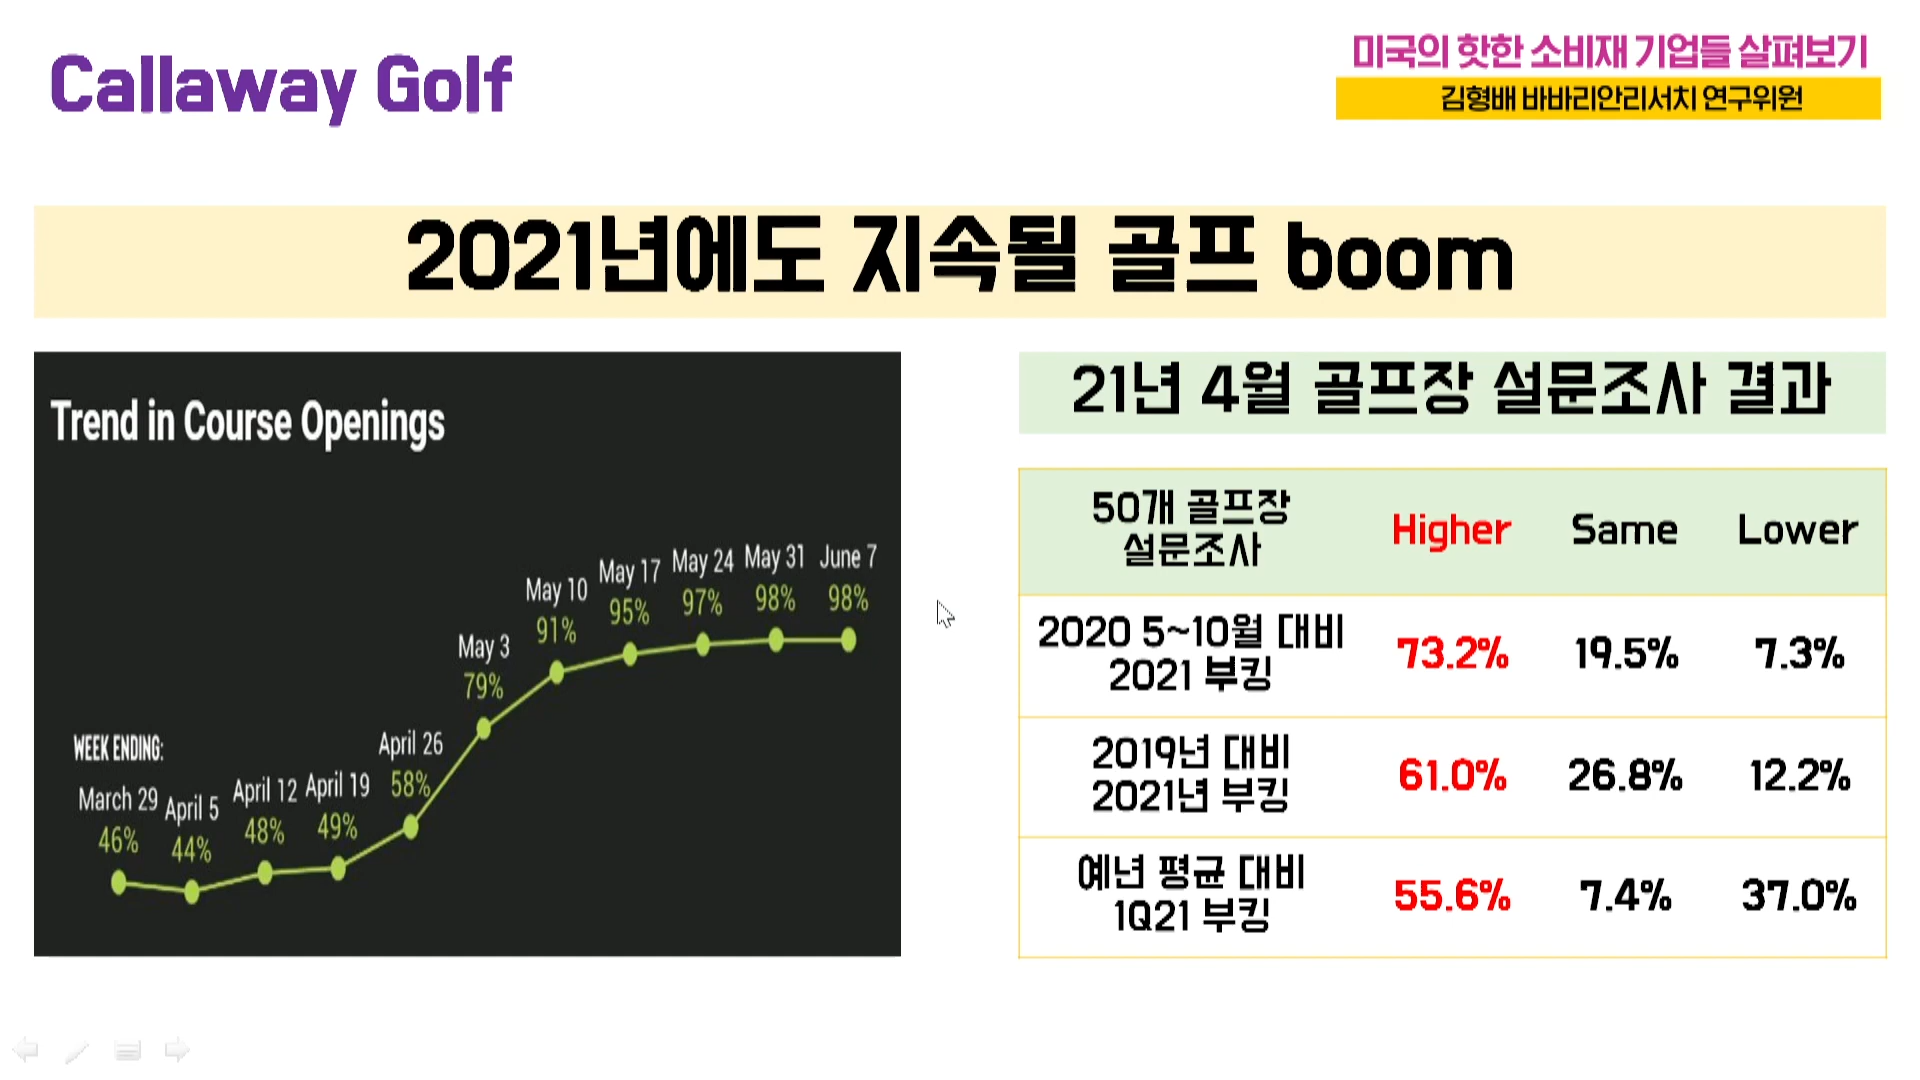 Callaway Golf
미국의 핫한 소비재 기업들 살펴보기
김형배 바바리안리서치 연구위원
2021년에도 지속될 골프 boom
Trend in Course Openings
WEEK ENDING:
March 29
46%
April 5
44%
April 12
48%
April 19
49%
April 26
58%
May 3
79%
May 10
91%
May 17
95%
May 24
97%
May 31
98%
June 7
98%
21년 4월 골프장 설문조사 결과
50개 골프장
설문조사
Higher Same Lower
2020 5~10월 대비
2021 부킹
73.2% 19.5% 7.3%
2019년 대비
2021년 부킹
61.0% 26.8% 12.2%
예년 평균 대비
1Q21 부킹
55.6% 7.4% 37.0%